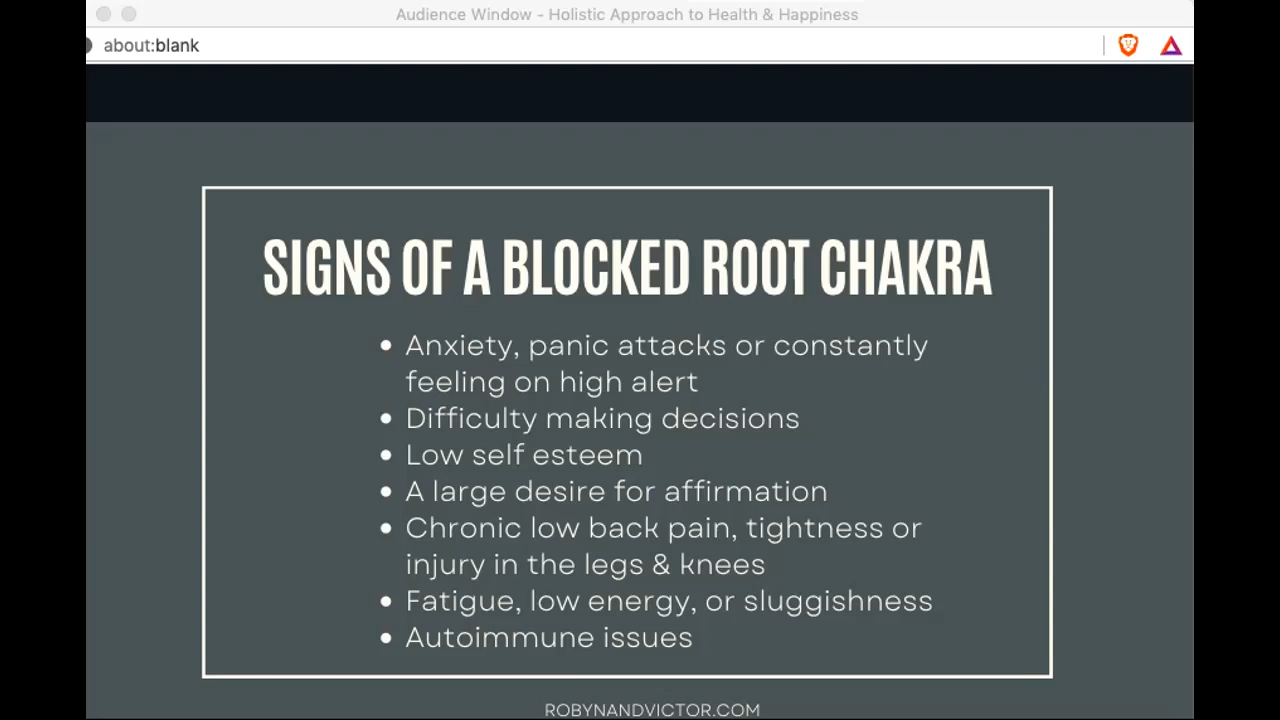 Audience Window - Holistic Approach to Health & Happiness
about:blank
SIGNS OF A BLOCKED ROOT CHAKRA
• Anxiety, panic attacks or constantly
feeling on high alert
• Difficulty making decisions
• Low self esteem
• A large desire for affirmation
• Chronic low back pain, tightness or
injury in the legs & knees
• Fatigue, low energy, or sluggishness
• Autoimmune issues
ROBYNANDVICTOR.COM